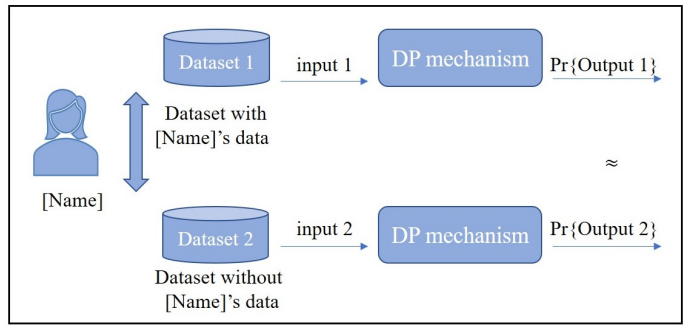 Dataset 1
input 1
DP mechanism
Pr{Output 1}
Dataset with
[Name]'s data
[Name]
≈
Dataset 2
input 2
DP mechanism
Pr{Output 2}
Dataset without
[Name]'s data